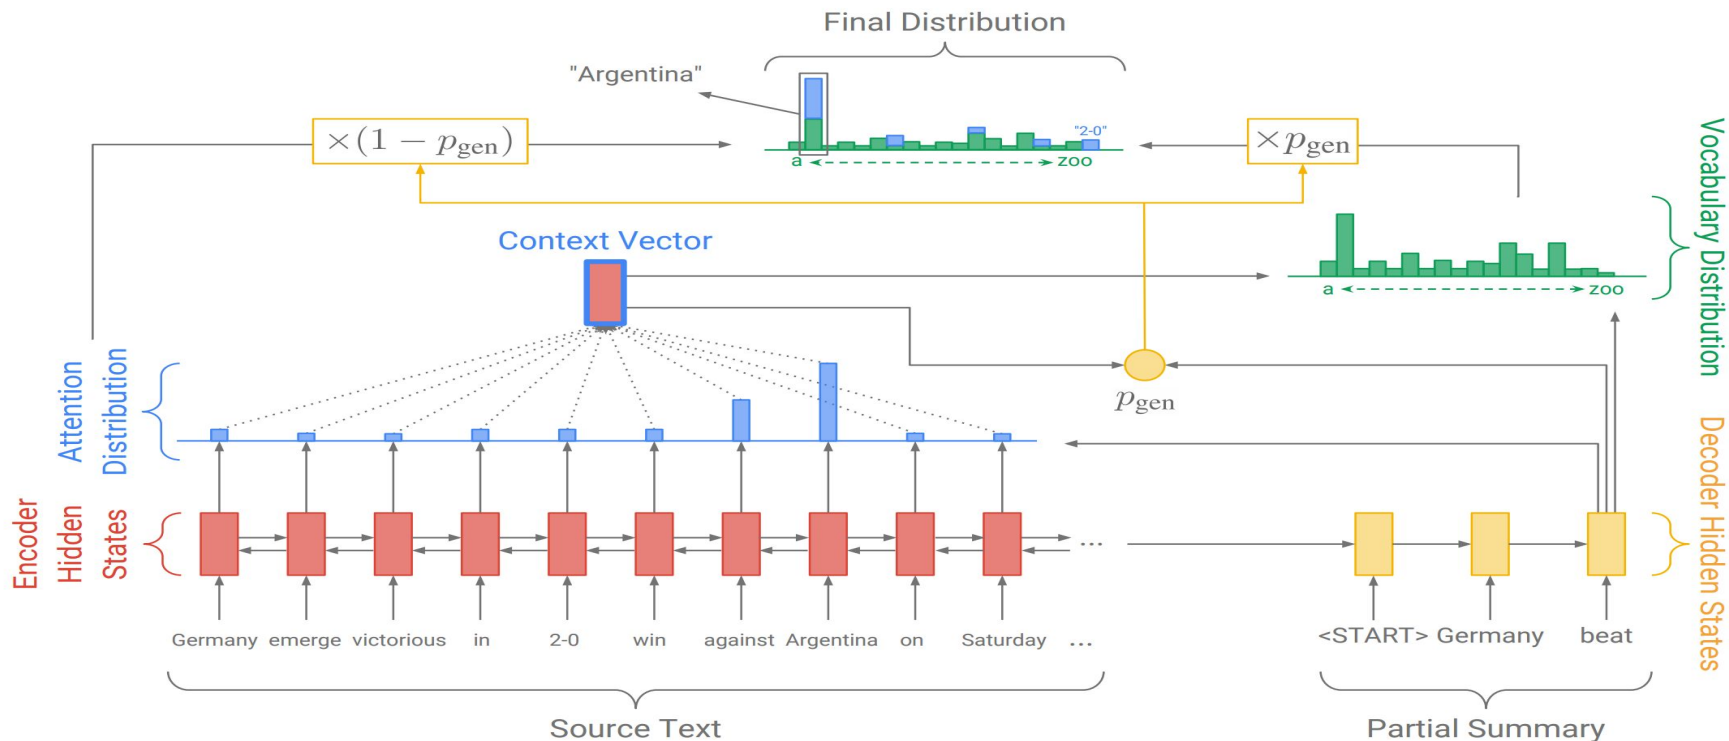 Final Distribution
"Argentina"
×(1 − p_gen)
"2-0"
×p_gen
a
zoo
Vocabulary Distribution
Context Vector
a
zoo
Attention
Distribution
p_gen
Encoder
Hidden
States
...
Decoder Hidden States
Germany emerge victorious in 2-0 win against Argentina on Saturday ...
<START> Germany beat
Source Text
Partial Summary